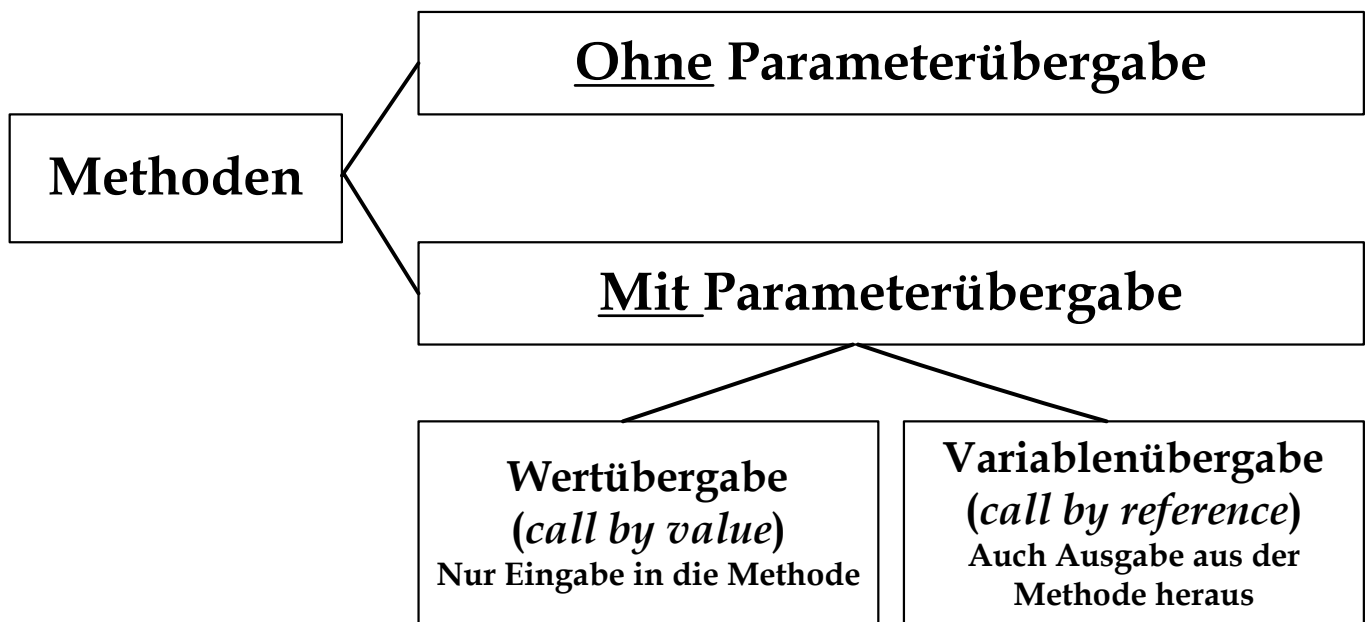 Ohne Parameterübergabe
Methoden
Mit Parameterübergabe
Wertübergabe
(call by value)
Nur Eingabe in die Methode
Variablenübergabe
(call by reference)
Auch Ausgabe aus der
Methode heraus